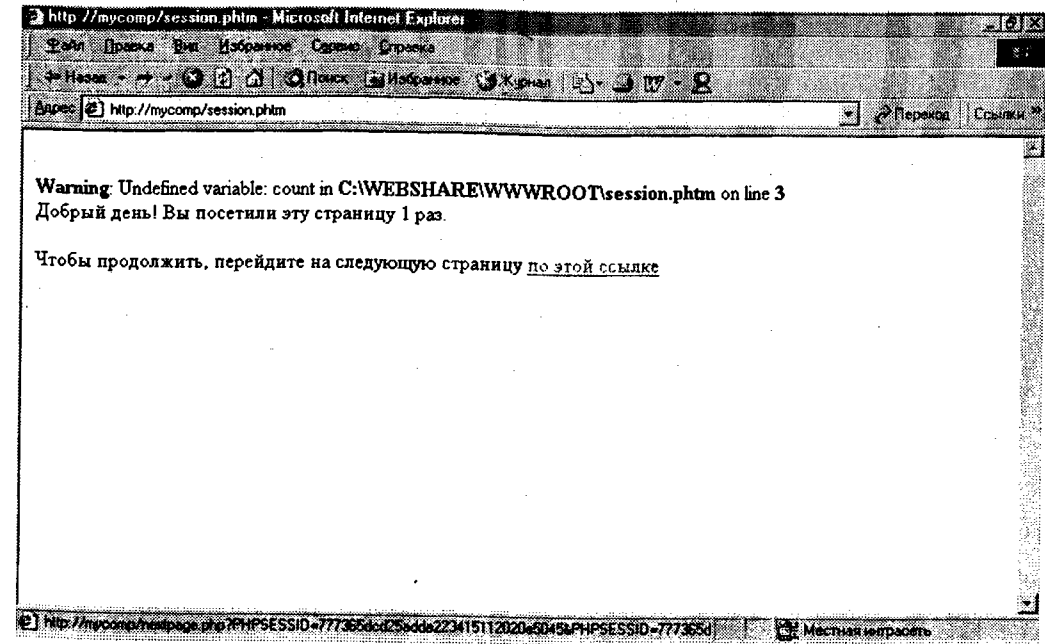 http //mycomp/session.phtm - Microsoft Internet Explorer
Файл Правка Вид Избранное Сервис Справка
Назад Поиск Избранное Журнал
Адрес http://mycomp/session.phtm Переход Ссылки »
Warning: Undefined variable: count in C:\WEBSHARE\WWWROOT\session.phtm on line 3
Добрый день! Вы посетили эту страницу 1 раз.
Чтобы продолжить, перейдите на следующую страницу по этой ссылке
Местная интрасеть